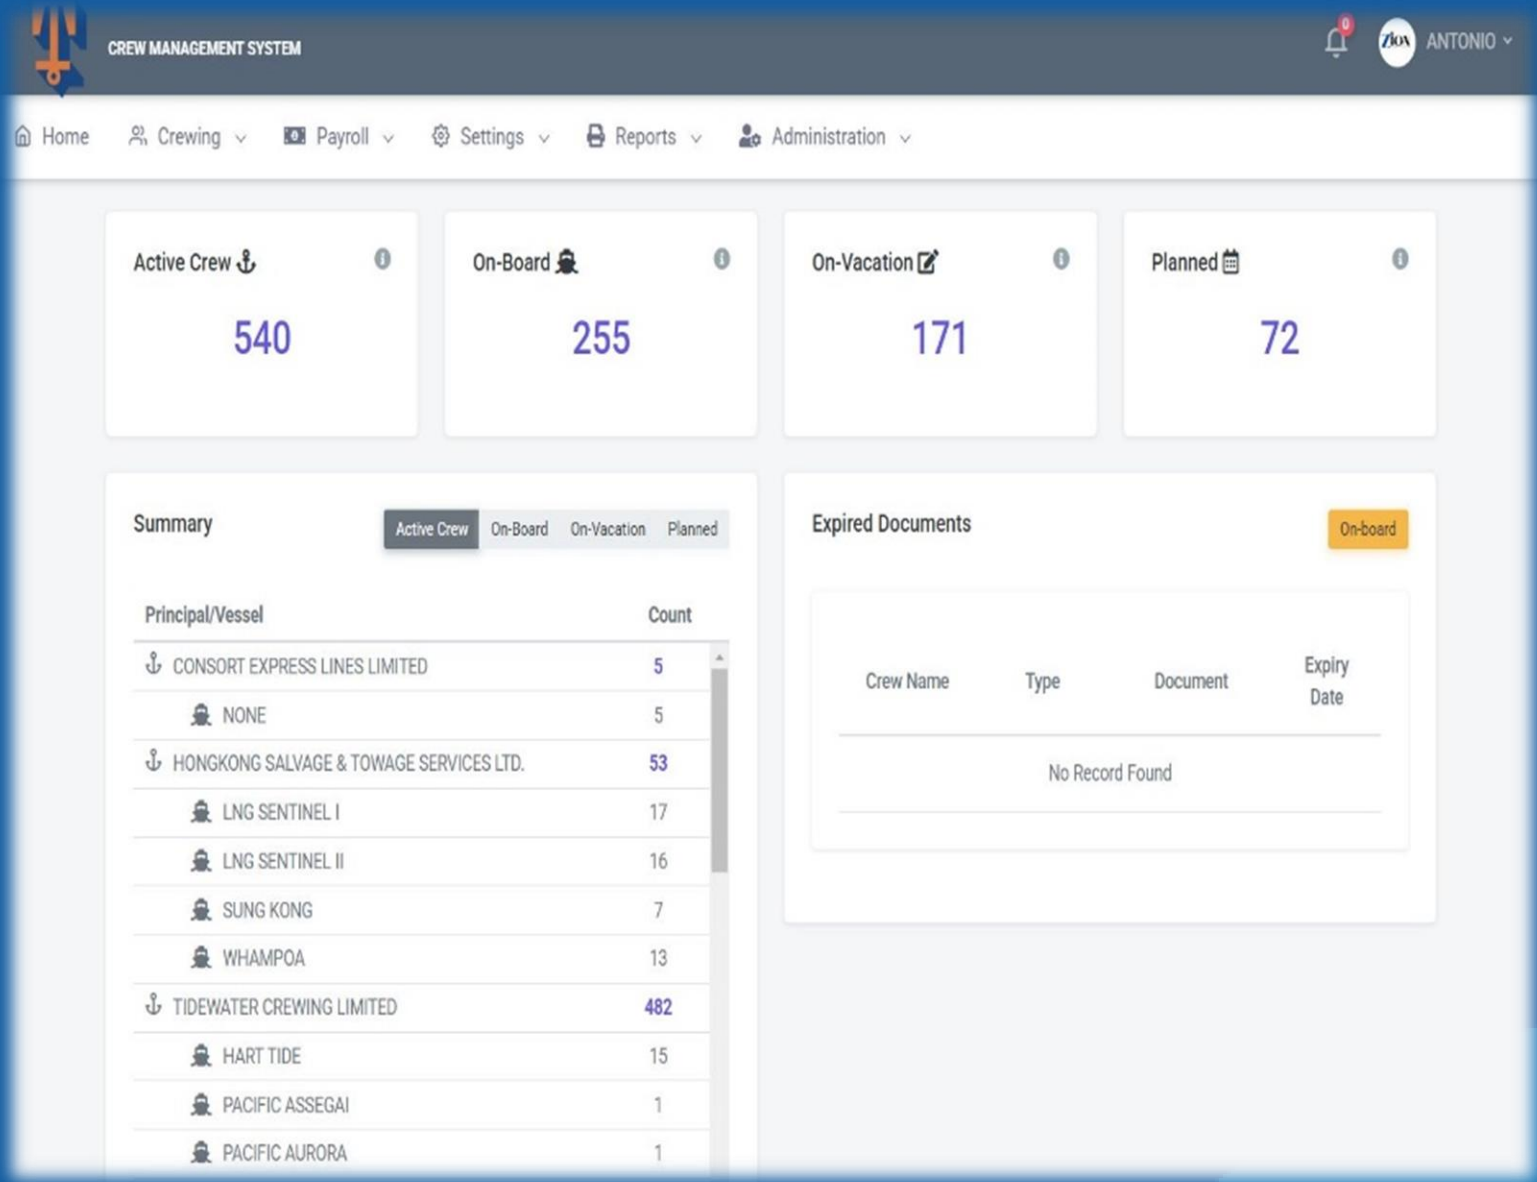 CREW MANAGEMENT SYSTEM
0
Ziox
ANTONIO
Home
Crewing
Payroll
Settings
Reports
Administration
Active Crew
540
On-Board
255
On-Vacation
171
Planned
72
Summary
Active Crew On-Board On-Vacation Planned
Principal/Vessel Count
CONSORT EXPRESS LINES LIMITED 5
NONE 5
HONGKONG SALVAGE & TOWAGE SERVICES LTD. 53
LNG SENTINEL I 17
LNG SENTINEL II 16
SUNG KONG 7
WHAMPOA 13
TIDEWATER CREWING LIMITED 482
HART TIDE 15
PACIFIC ASSEGAI 1
PACIFIC AURORA 1
Expired Documents
On-board
Crew Name Type Document Expiry
Date
No Record Found